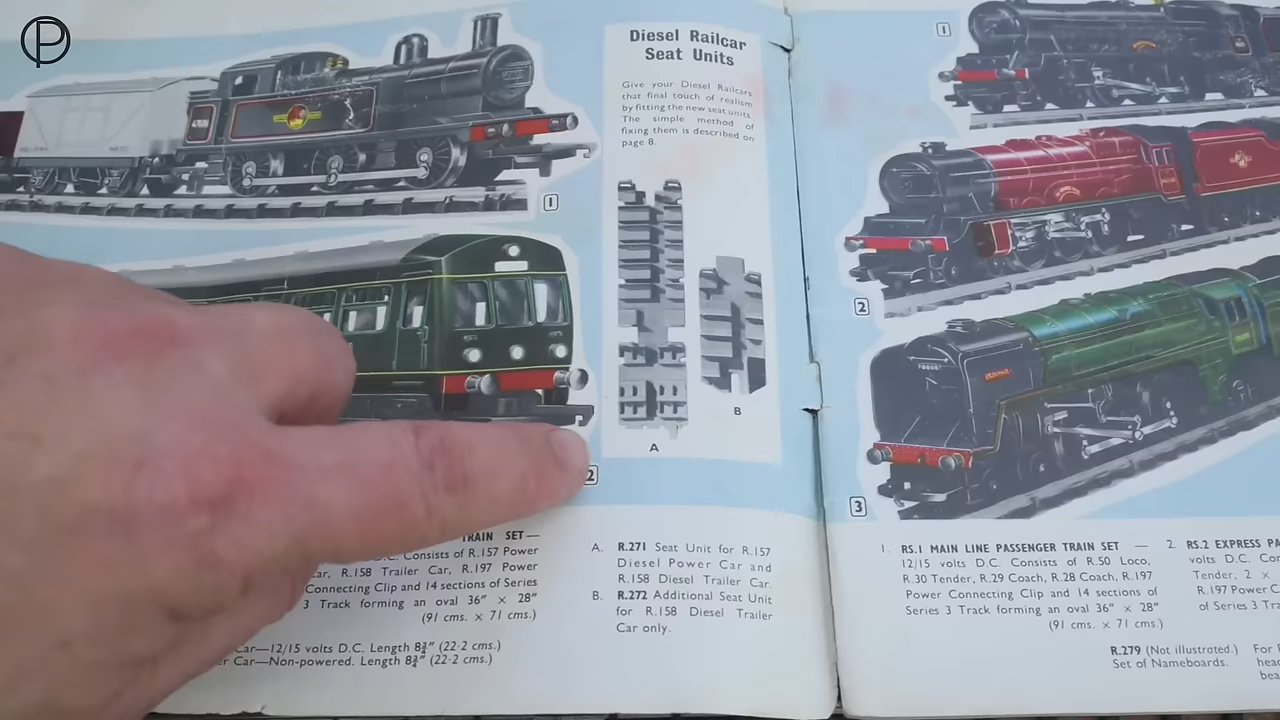 Diesel Railcar
Seat Units
Give your Diesel Railcars
that final touch of realism
by fitting the new seat units.
The simple method of
fixing them is described on
page 8.
1
2
A
B
TRAIN SET—
D.C. Consists of R.157 Power
Car, R.158 Trailer Car, R.197 Power
Connecting Clip and 14 sections of Series
3 Track forming an oval 36" × 28"
(91 cms. × 71 cms.)
Car—12/15 volts D.C. Length 8¾" (22·2 cms.)
Car—Non-powered. Length 8¾" (22·2 cms.)
A. R.271 Seat Unit for R.157
Diesel Power Car and
R.158 Diesel Trailer Car.
B. R.272 Additional Seat Unit
for R.158 Diesel Trailer
Car only.
1
2
3
70000
1. RS.1 MAIN LINE PASSENGER TRAIN SET —
12/15 volts D.C. Consists of R.50 Loco,
R.30 Tender, R.29 Coach, R.28 Coach, R.197
Power Connecting Clip and 14 sections of
Series 3 Track forming an oval 36" × 28"
(91 cms. × 71 cms.)
2. RS.2 EXPRESS PA
volts D.C. Con
Tender, 2 ×
R.197 Power C
of Series 3 Tra
R.279 (Not illustrated.)
Set of Nameboards.
For
hea
bea